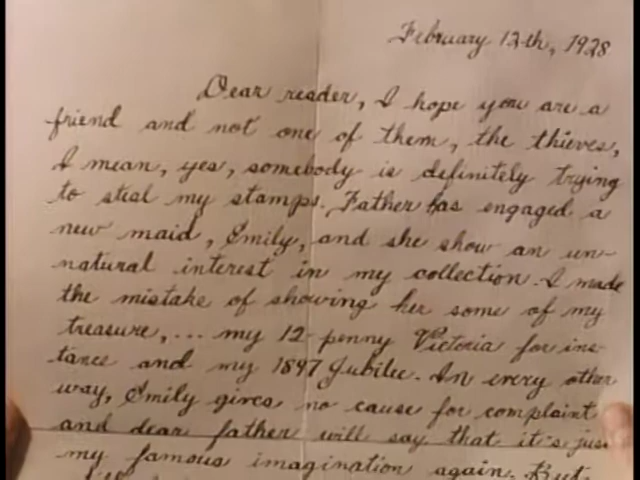 February 12th, 1928
Dear reader, I hope you are a
friend and not one of them, the thieves,
I mean, yes, somebody is definitely trying
to steal my stamps. Father has engaged a
new maid, Emily, and she show an un-
natural interest in my collection. I made
the mistake of showing her some of my
treasure,... my 12-penny Victoria for ins-
tance and my 1897 Jubilee. In every other
way, Emily gives no cause for complaint
and dear father will say that it's just
my famous imagination again. But